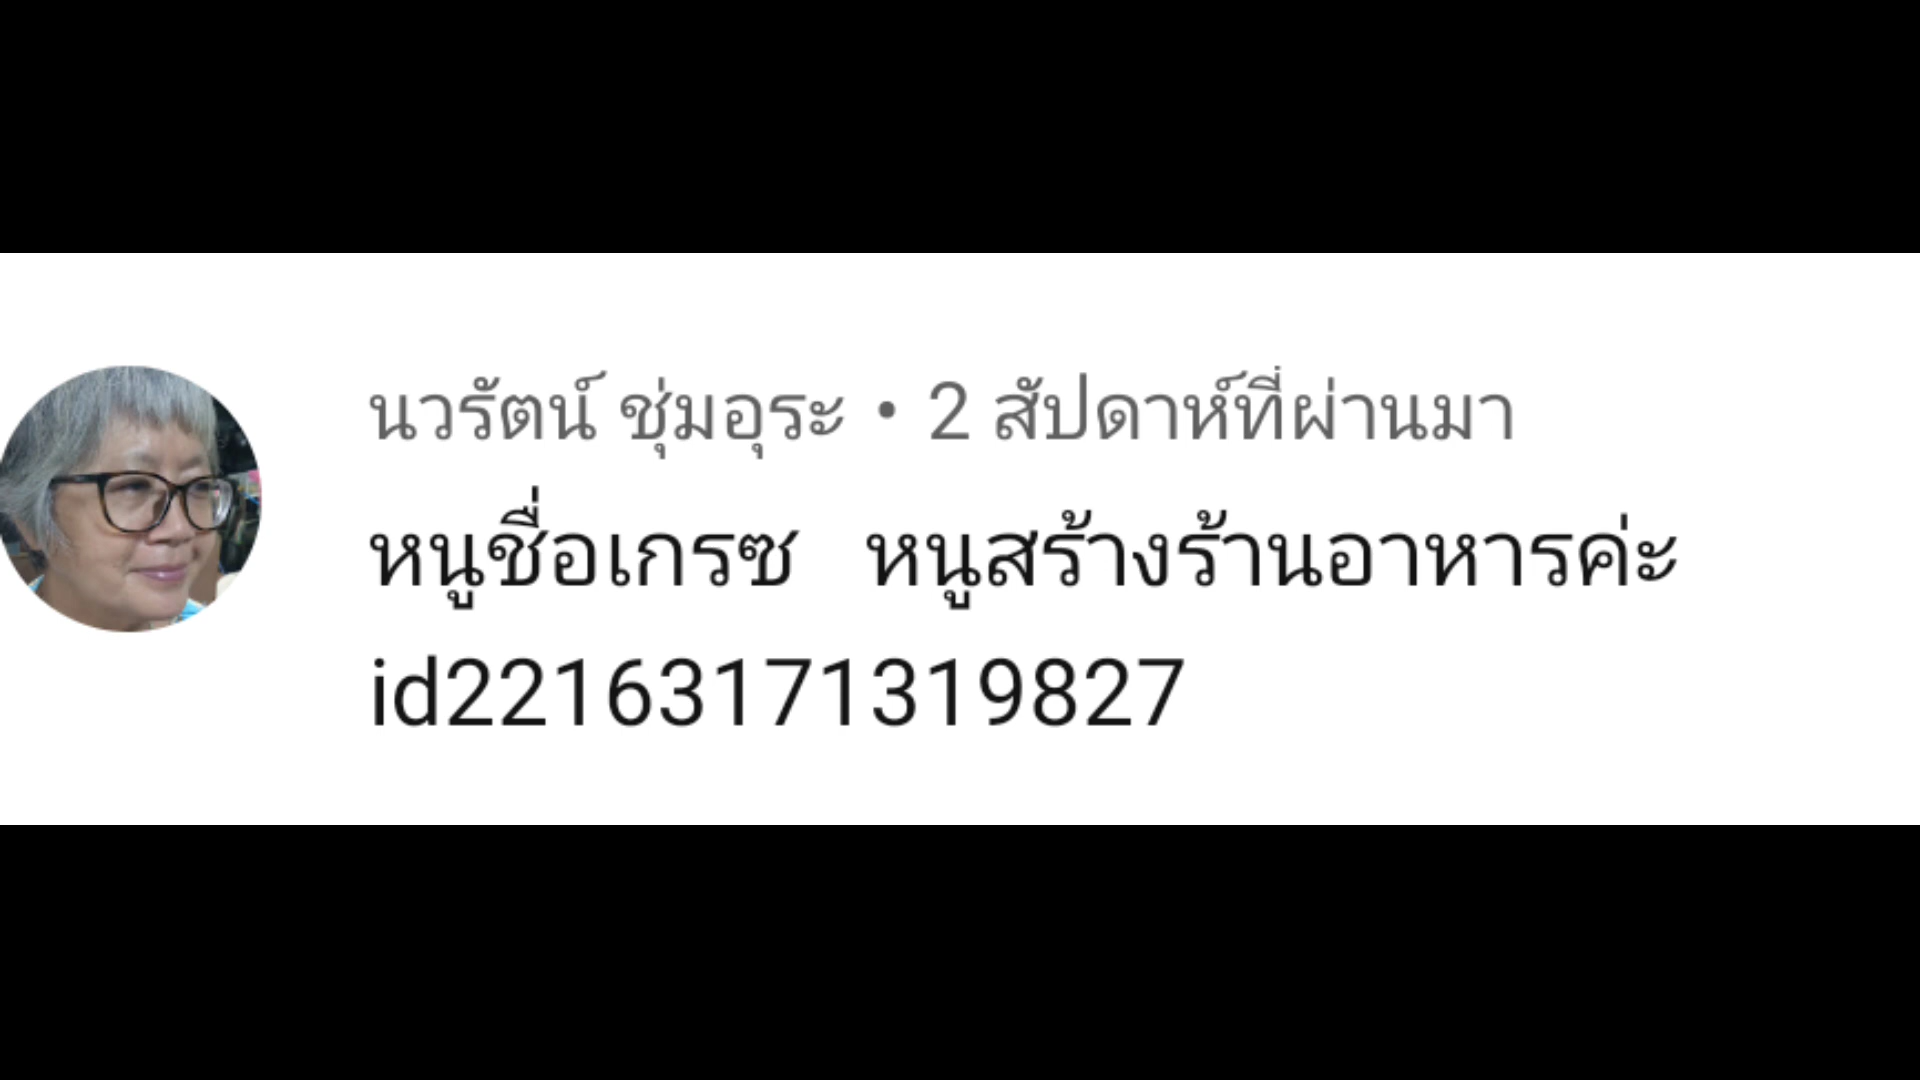 นวรัตน์ ชุ่มอุระ • 2 สัปดาห์ที่ผ่านมา
หนูชื่อเกรซ หนูสร้างร้านอาหารค่ะ
id22163171319827